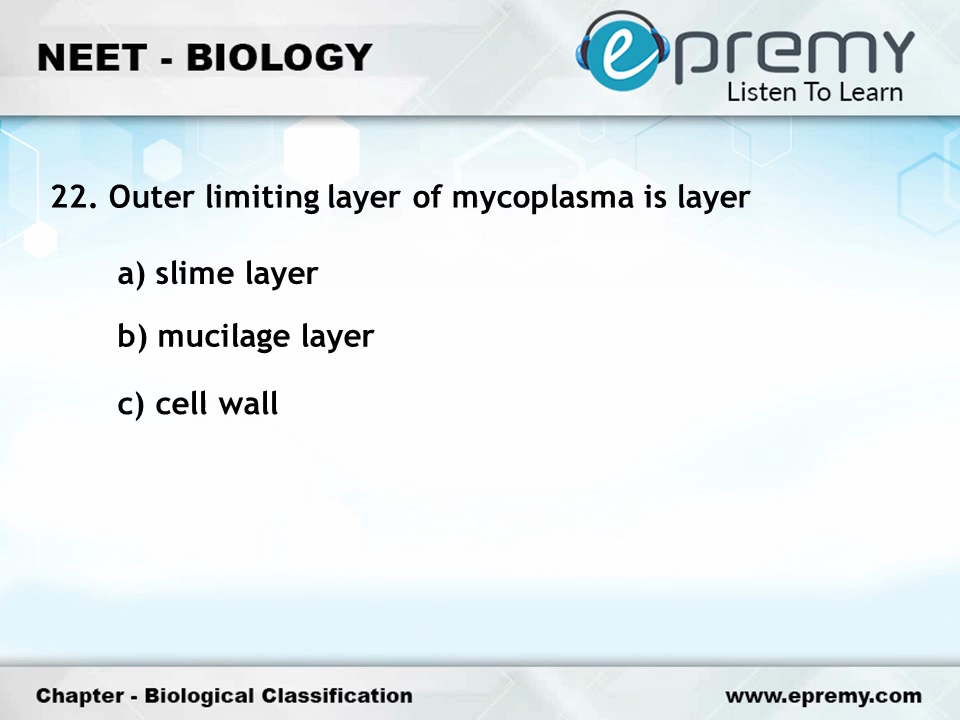 NEET - BIOLOGY
epremy
Listen To Learn
22. Outer limiting layer of mycoplasma is layer
a) slime layer
b) mucilage layer
c) cell wall
Chapter - Biological Classification
www.epremy.com